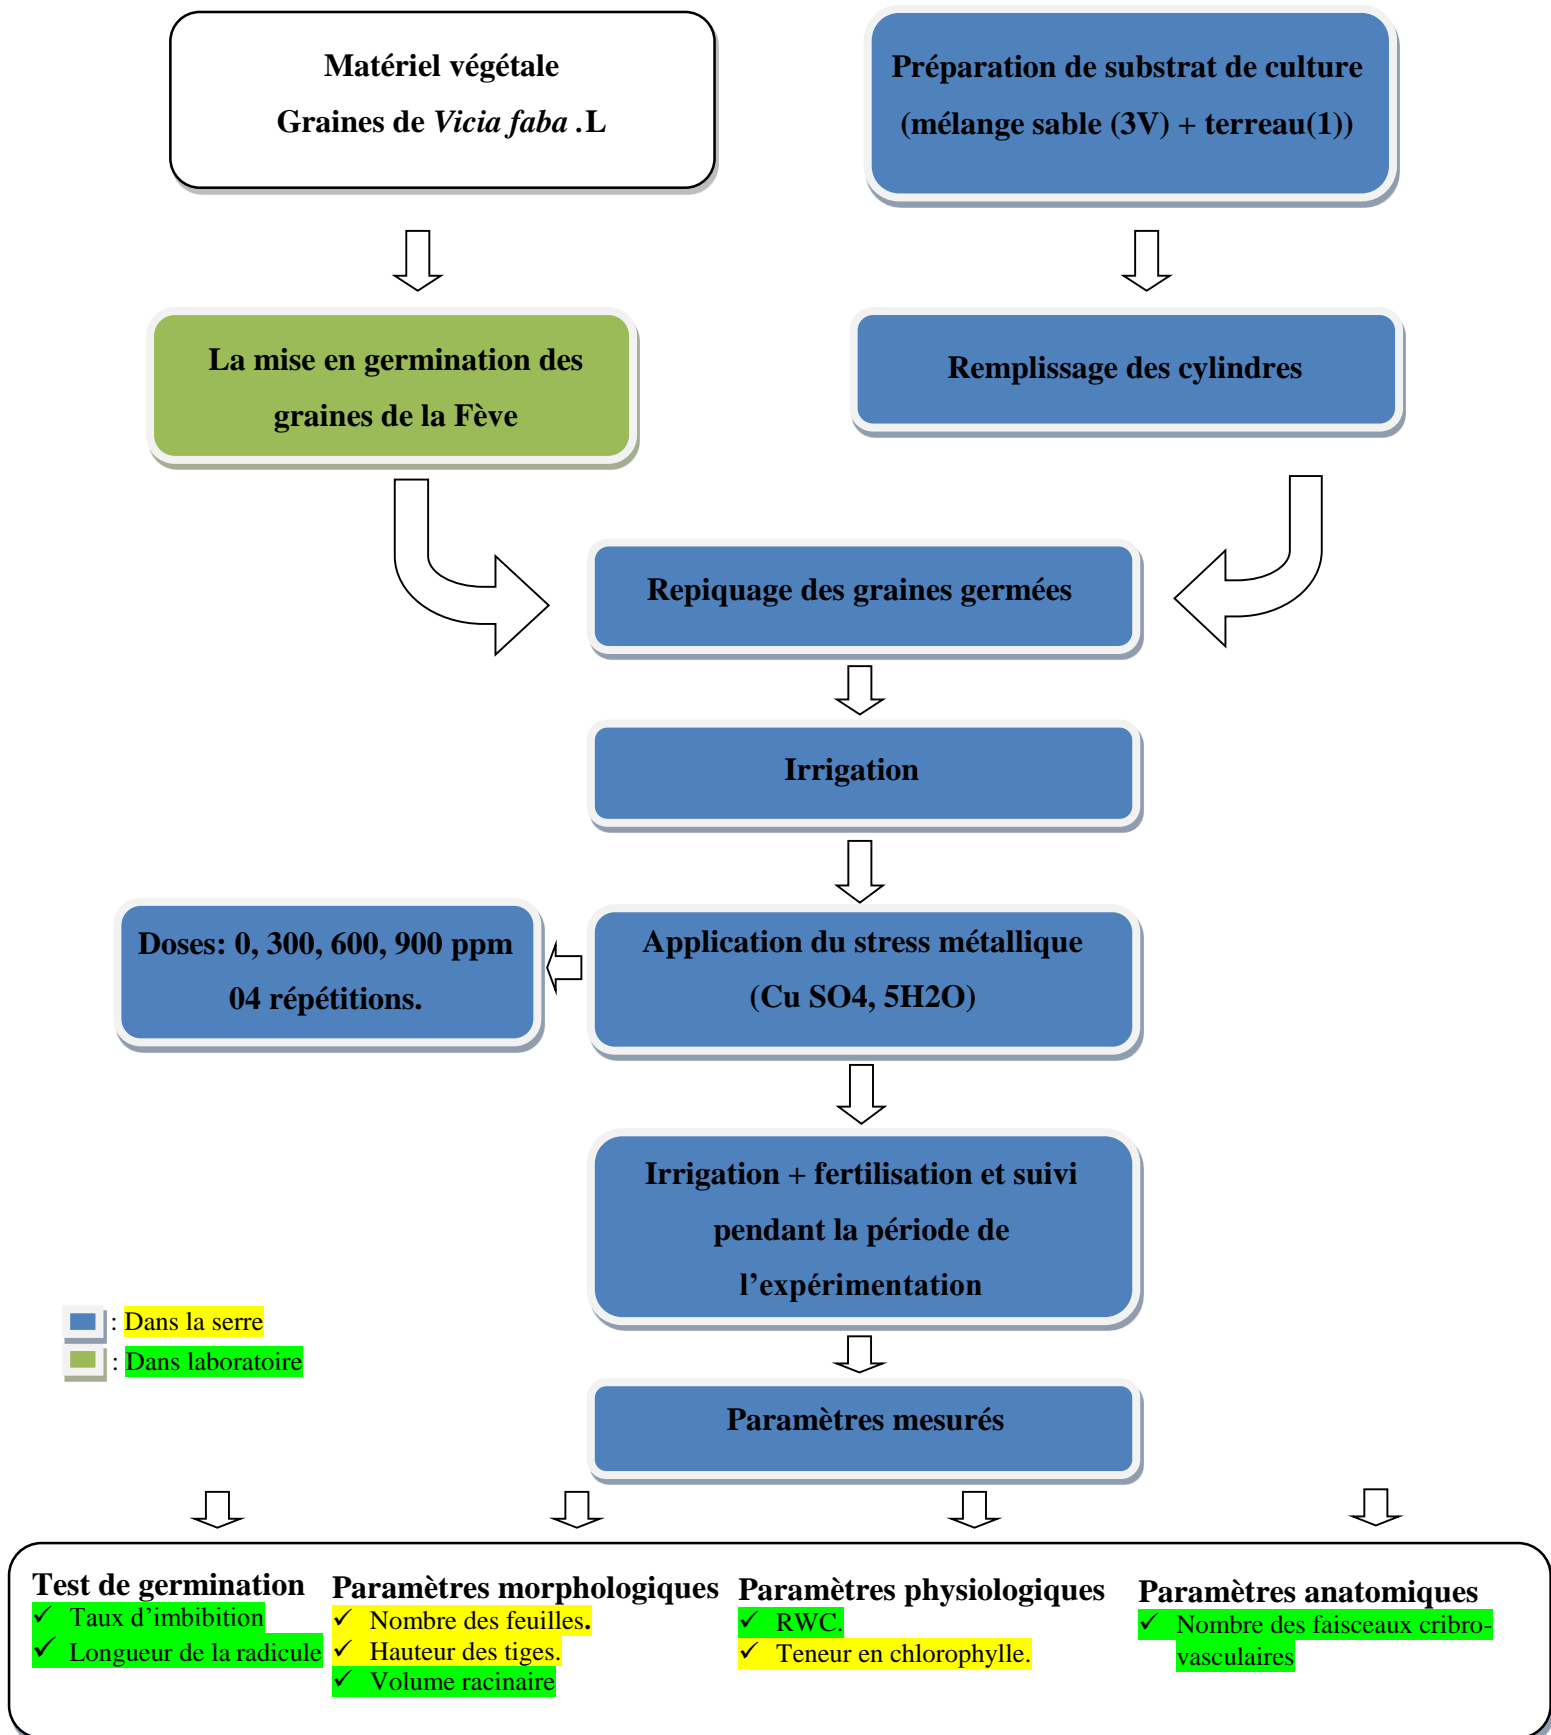 Matériel végétale
Graines de Vicia faba .L
Préparation de substrat de culture
(mélange sable (3V) + terreau(1))
La mise en germination des
graines de la Fève
Remplissage des cylindres
Repiquage des graines germées
Irrigation
Doses: 0, 300, 600, 900 ppm
04 répétitions.
Application du stress métallique
(Cu SO4, 5H2O)
Irrigation + fertilisation et suivi
pendant la période de
l’expérimentation
: Dans la serre
: Dans laboratoire
Paramètres mesurés
Test de germination
✓ Taux d’imbibition
✓ Longueur de la radicule
Paramètres morphologiques
✓ Nombre des feuilles.
✓ Hauteur des tiges.
✓ Volume racinaire
Paramètres physiologiques
✓ RWC.
✓ Teneur en chlorophylle.
Paramètres anatomiques
✓ Nombre des faisceaux cribro-
vasculaires